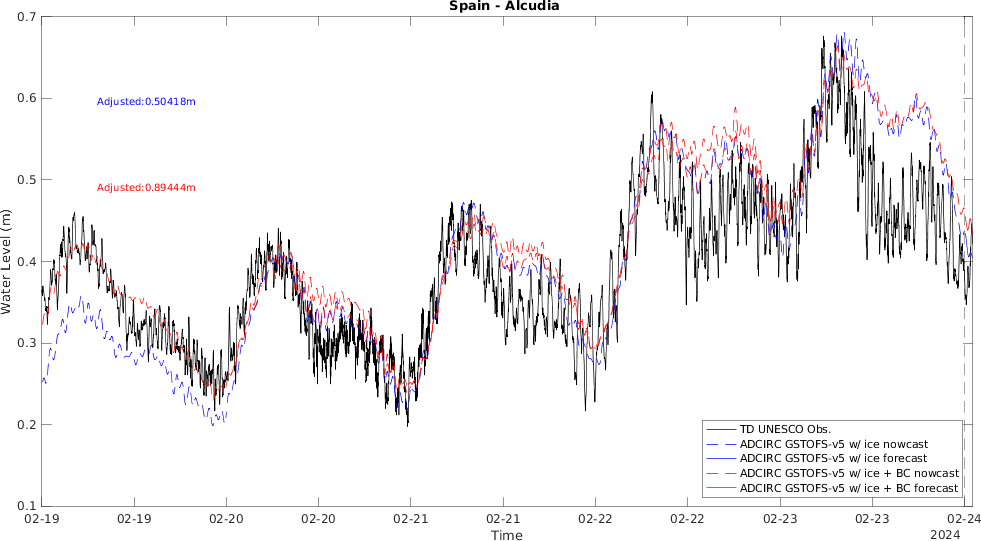 Spain - Alcudia
0.7
0.6
0.5
0.4
0.3
0.2
0.1
Water Level (m)
Adjusted:0.50418m
Adjusted:0.89444m
TD UNESCO Obs.
ADCIRC GSTOFS-v5 w/ ice nowcast
ADCIRC GSTOFS-v5 w/ ice forecast
ADCIRC GSTOFS-v5 w/ ice + BC nowcast
ADCIRC GSTOFS-v5 w/ ice + BC forecast
02-19 02-19 02-20 02-20 02-21 02-21 02-22 02-22 02-23 02-23 02-24
Time
2024